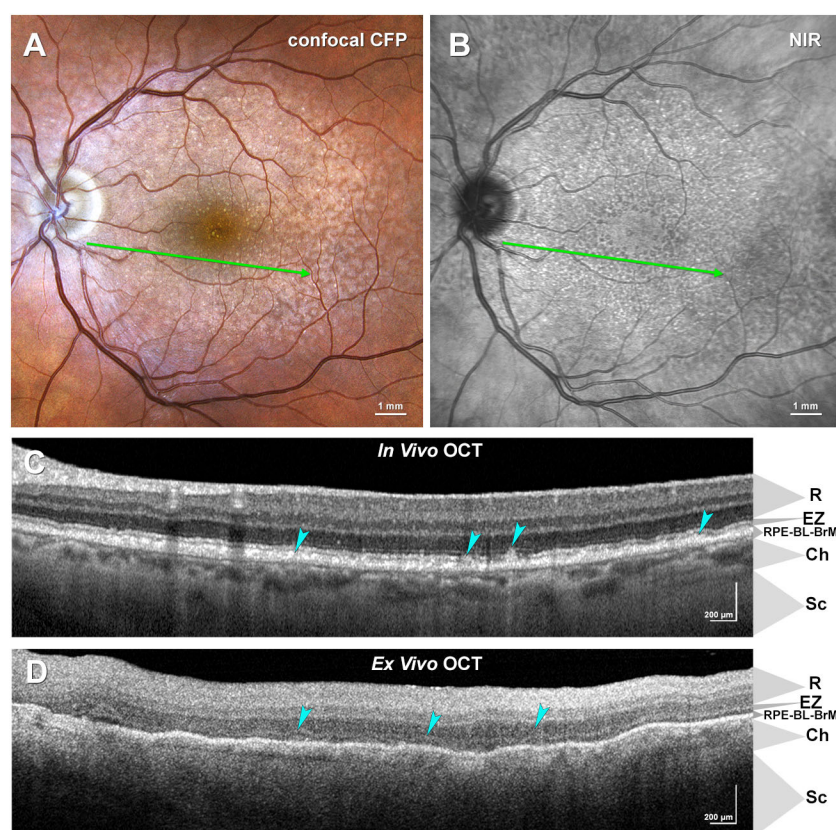 A
confocal CFP
1 mm
B
NIR
1 mm
C
In Vivo OCT
R
EZ
RPE-BL-BrM
Ch
Sc
200 µm
D
Ex Vivo OCT
R
EZ
RPE-BL-BrM
Ch
Sc
200 µm